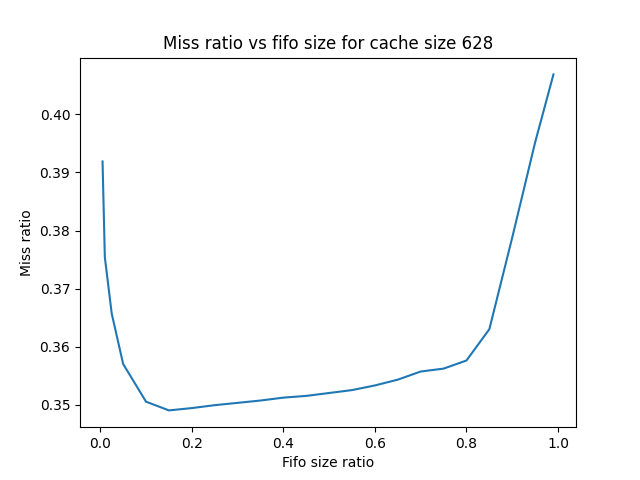 Miss ratio vs fifo size for cache size 628
Miss ratio
0.40
0.39
0.38
0.37
0.36
0.35
0.0 0.2 0.4 0.6 0.8 1.0
Fifo size ratio